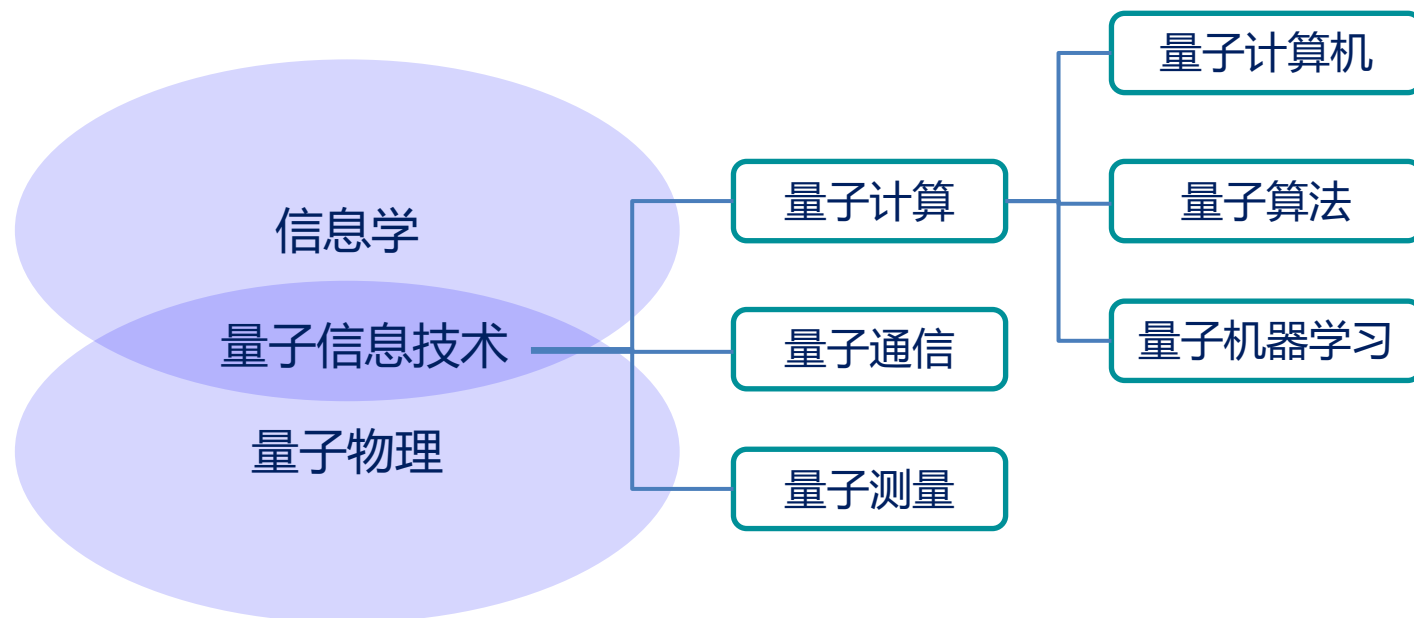 信息学
量子信息技术
量子物理
量子计算
量子通信
量子测量
量子计算机
量子算法
量子机器学习